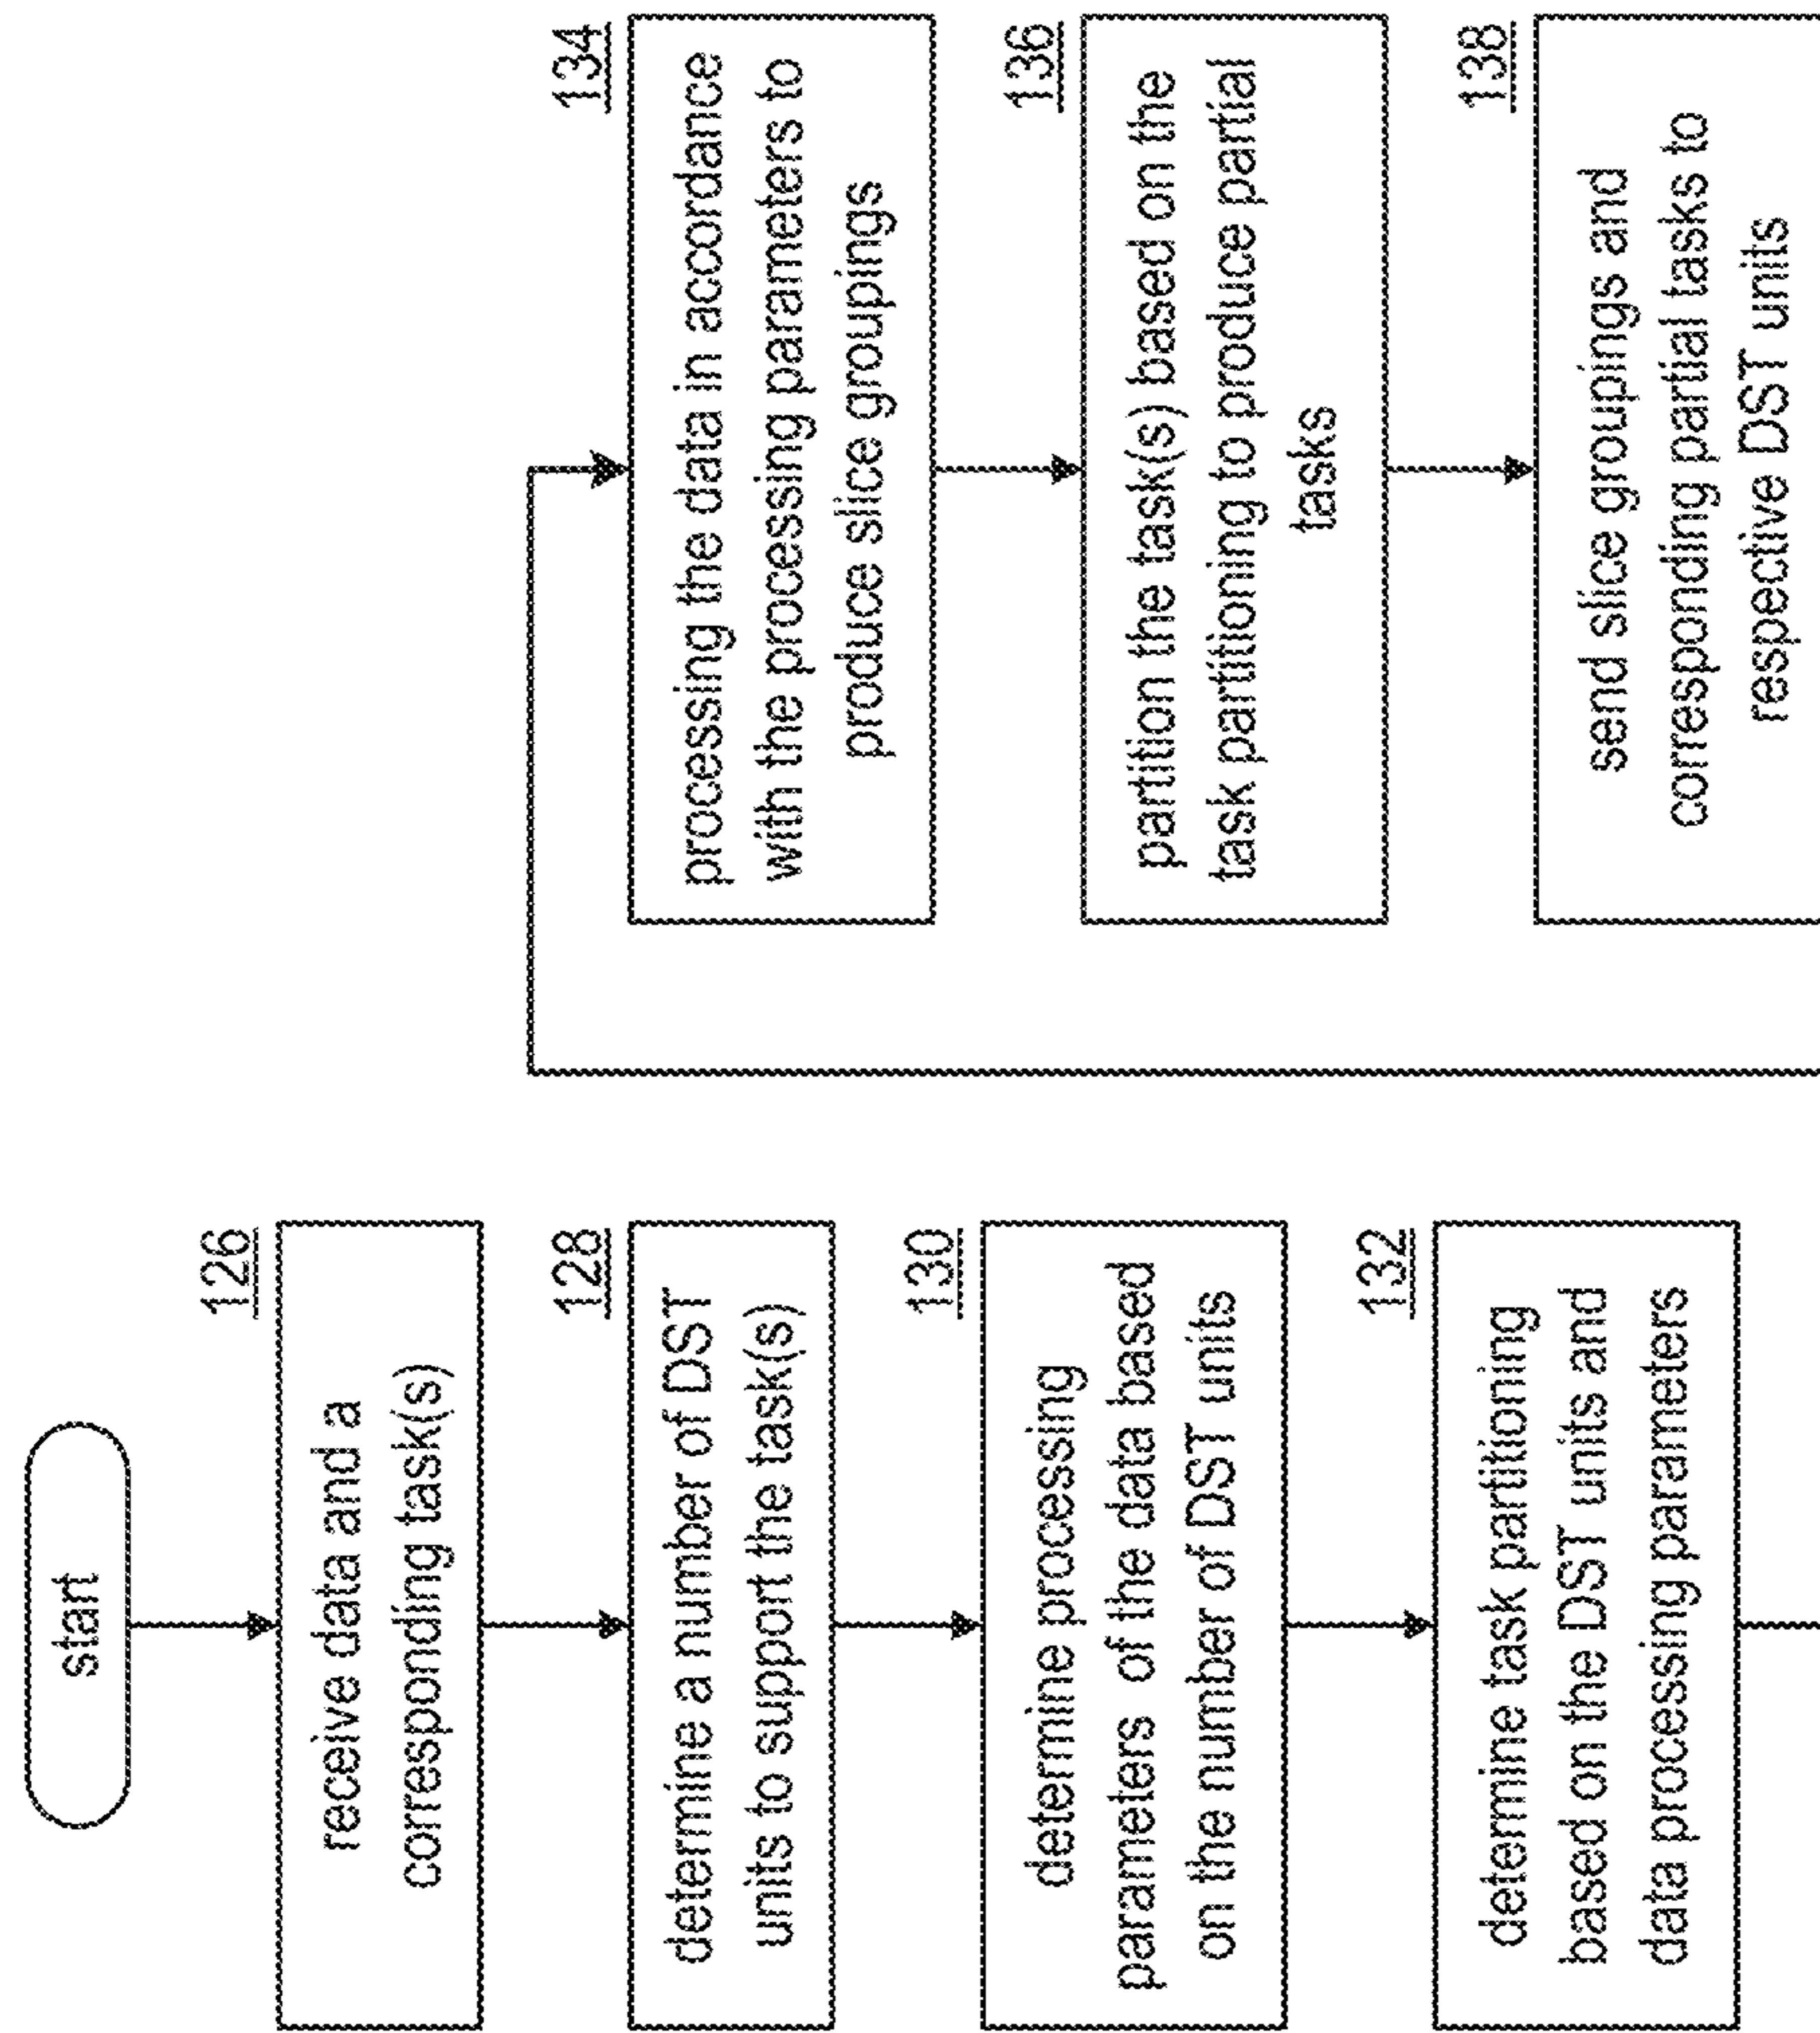 start
126
receive data and a
corresponding task(s)
128
determine a number of DST
units to support the task(s)
130
determine processing
parameters of the data based
on the number of DST units
132
determine task partitioning
based on the DST units and
data processing parameters
134
processing the data in accordance
with the processing parameters to
produce slice groupings
136
partition the task(s) based on the
task partitioning to produce partial
tasks
138
send slice groupings and
corresponding partial tasks to
respective DST units